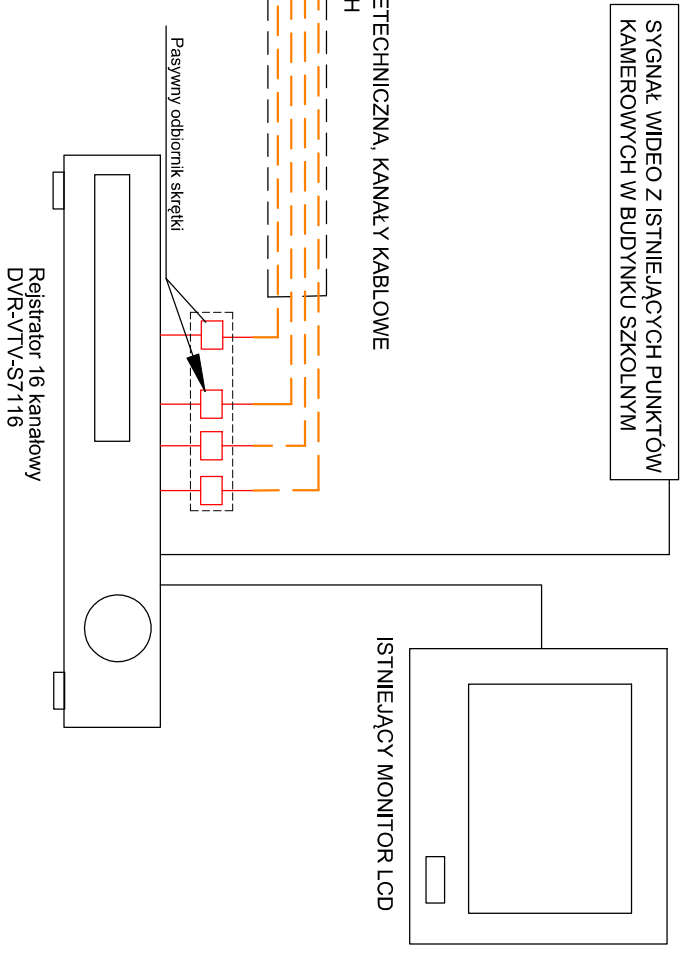 SYGNAŁ WIDEO Z ISTNIEJĄCYCH PUNKTÓW
KAMEROWYCH W BUDYNKU SZKOLNYM
ETECHNICZNA, KANAŁY KABLOWE
H
Pasywny odbiornik skrętki
ISTNIEJĄCY MONITOR LCD
Rejstrator 16 kanałowy
DVR-VTV-S7116